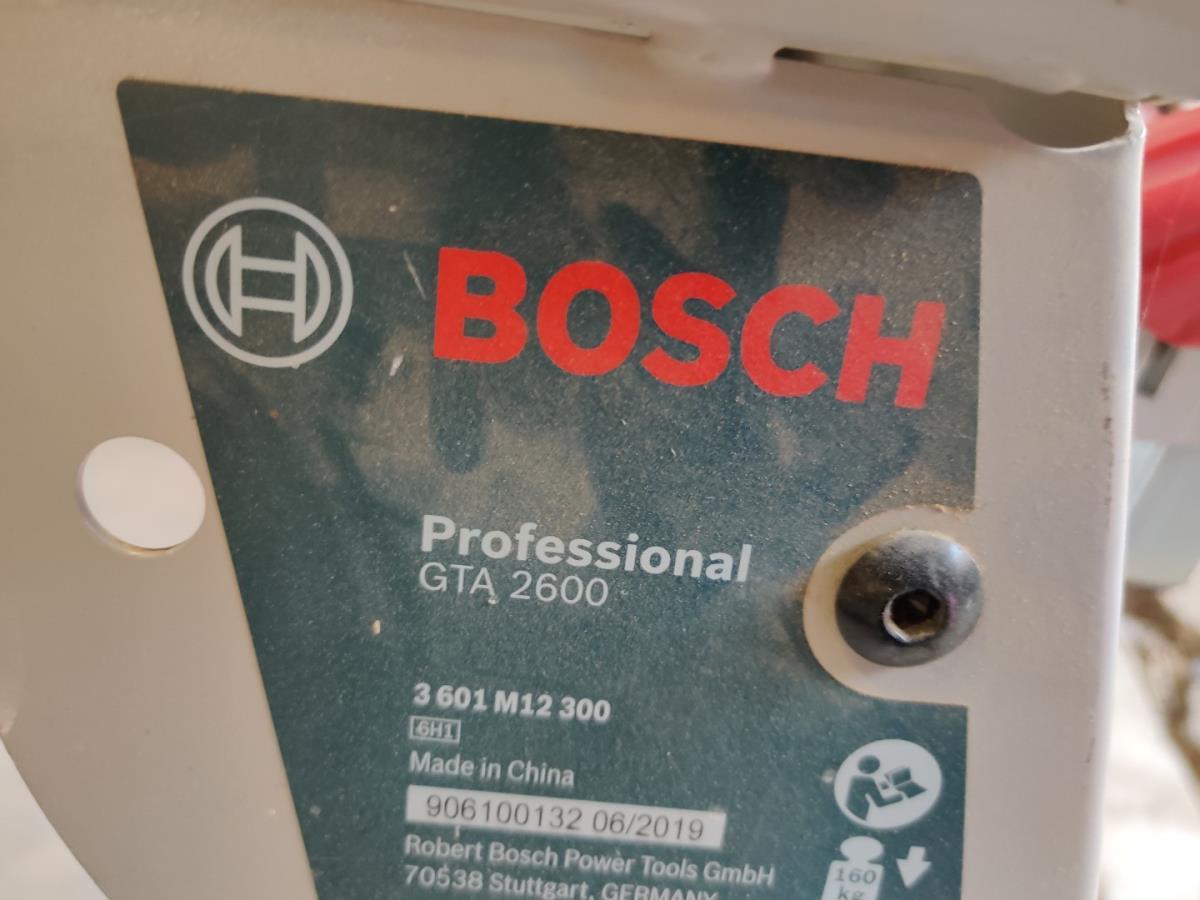 BOSCH
Professional
GTA 2600
3 601 M12 300
6H1
Made in China
906100132 06/2019
Robert Bosch Power Tools GmbH
70538 Stuttgart, GERMANY
160
kg